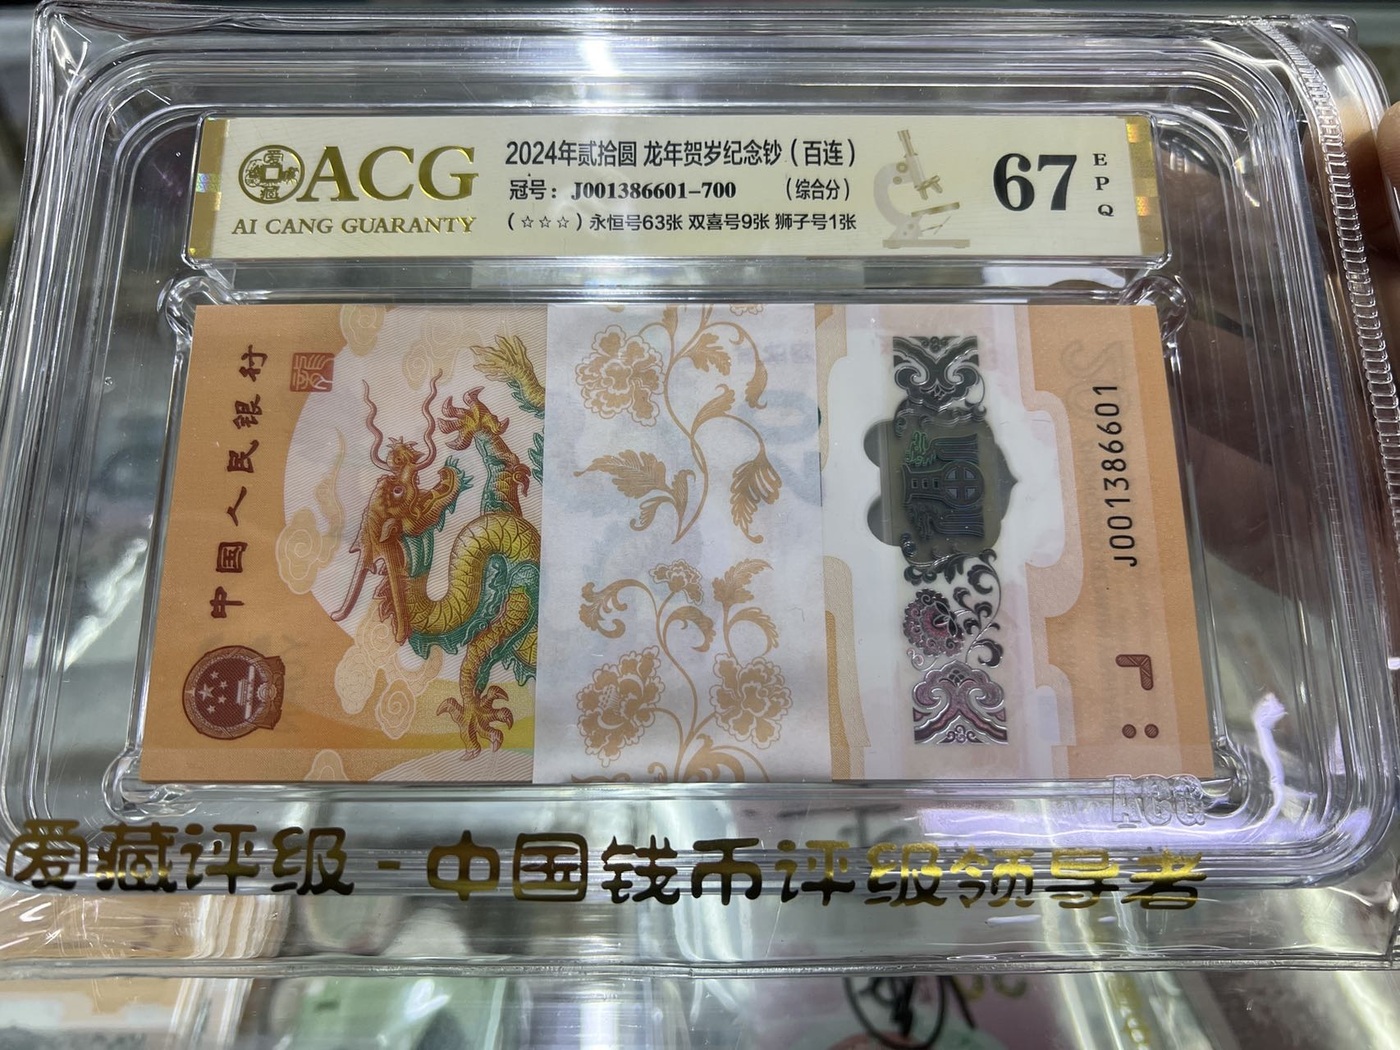 ACG
AI CANG GUARANTY
2024年贰拾圆 龙年贺岁纪念钞（百连）
冠号：J001386601-700 （综合分）
（☆☆☆）永恒号63张 双喜号9张 狮子号1张
67
EPQ
中国人民银行
J001386601
ACG
爱藏评级-中国钱币评级领导者